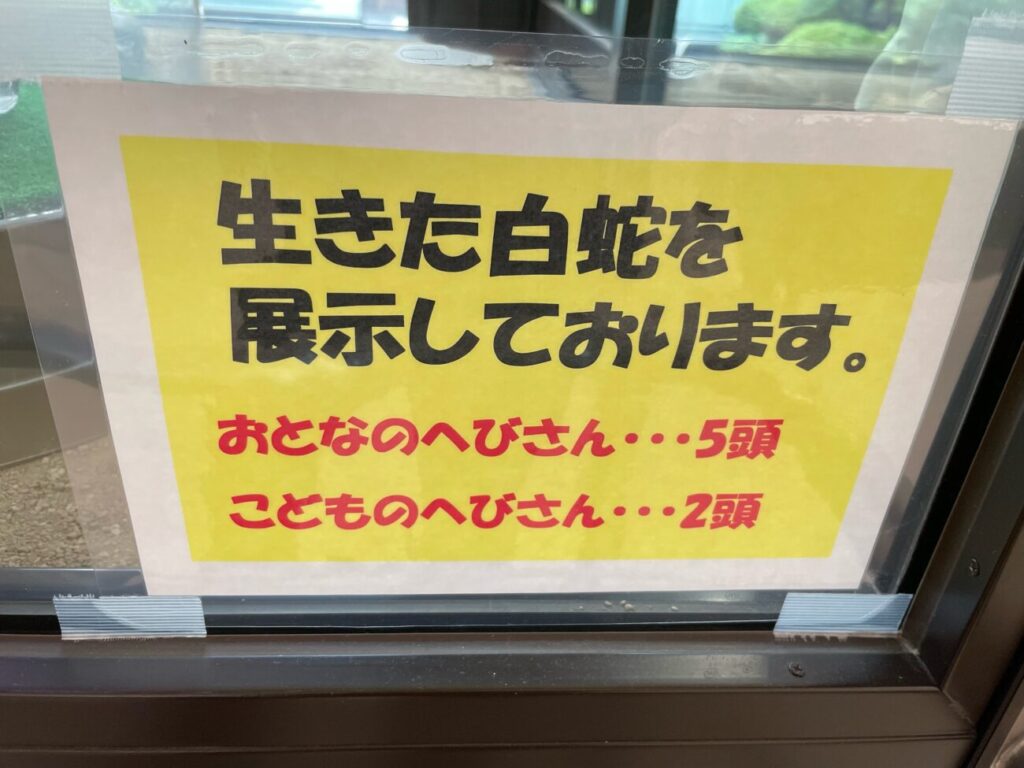 生きた白蛇を
展示しております。
おとなのへびさん・・・5頭
こどものへびさん・・・2頭